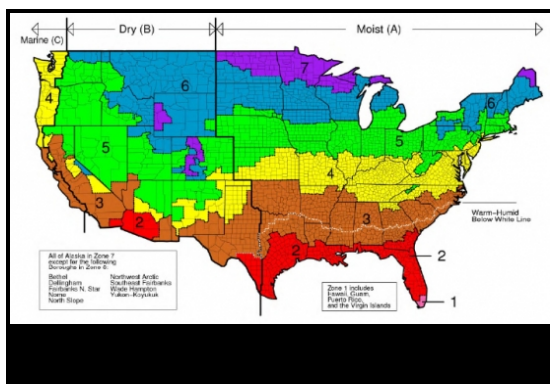 Marine (C)
Dry (B)
Moist (A)
7
6
6
4
5
5
4
3
3
2
2
Warm-Humid
Below White Line
2
1
All of Alaska in Zone 7
except for the following
Boroughs in Zone 8:
Bethel
Dellingham
Fairbanks N. Star
Nome
North Slope
Northwest Arctic
Southeast Fairbanks
Wade Hampton
Yukon-Koyukuk
Zone 1 includes
Hawaii, Guam,
Puerto Rico,
and the Virgin Islands